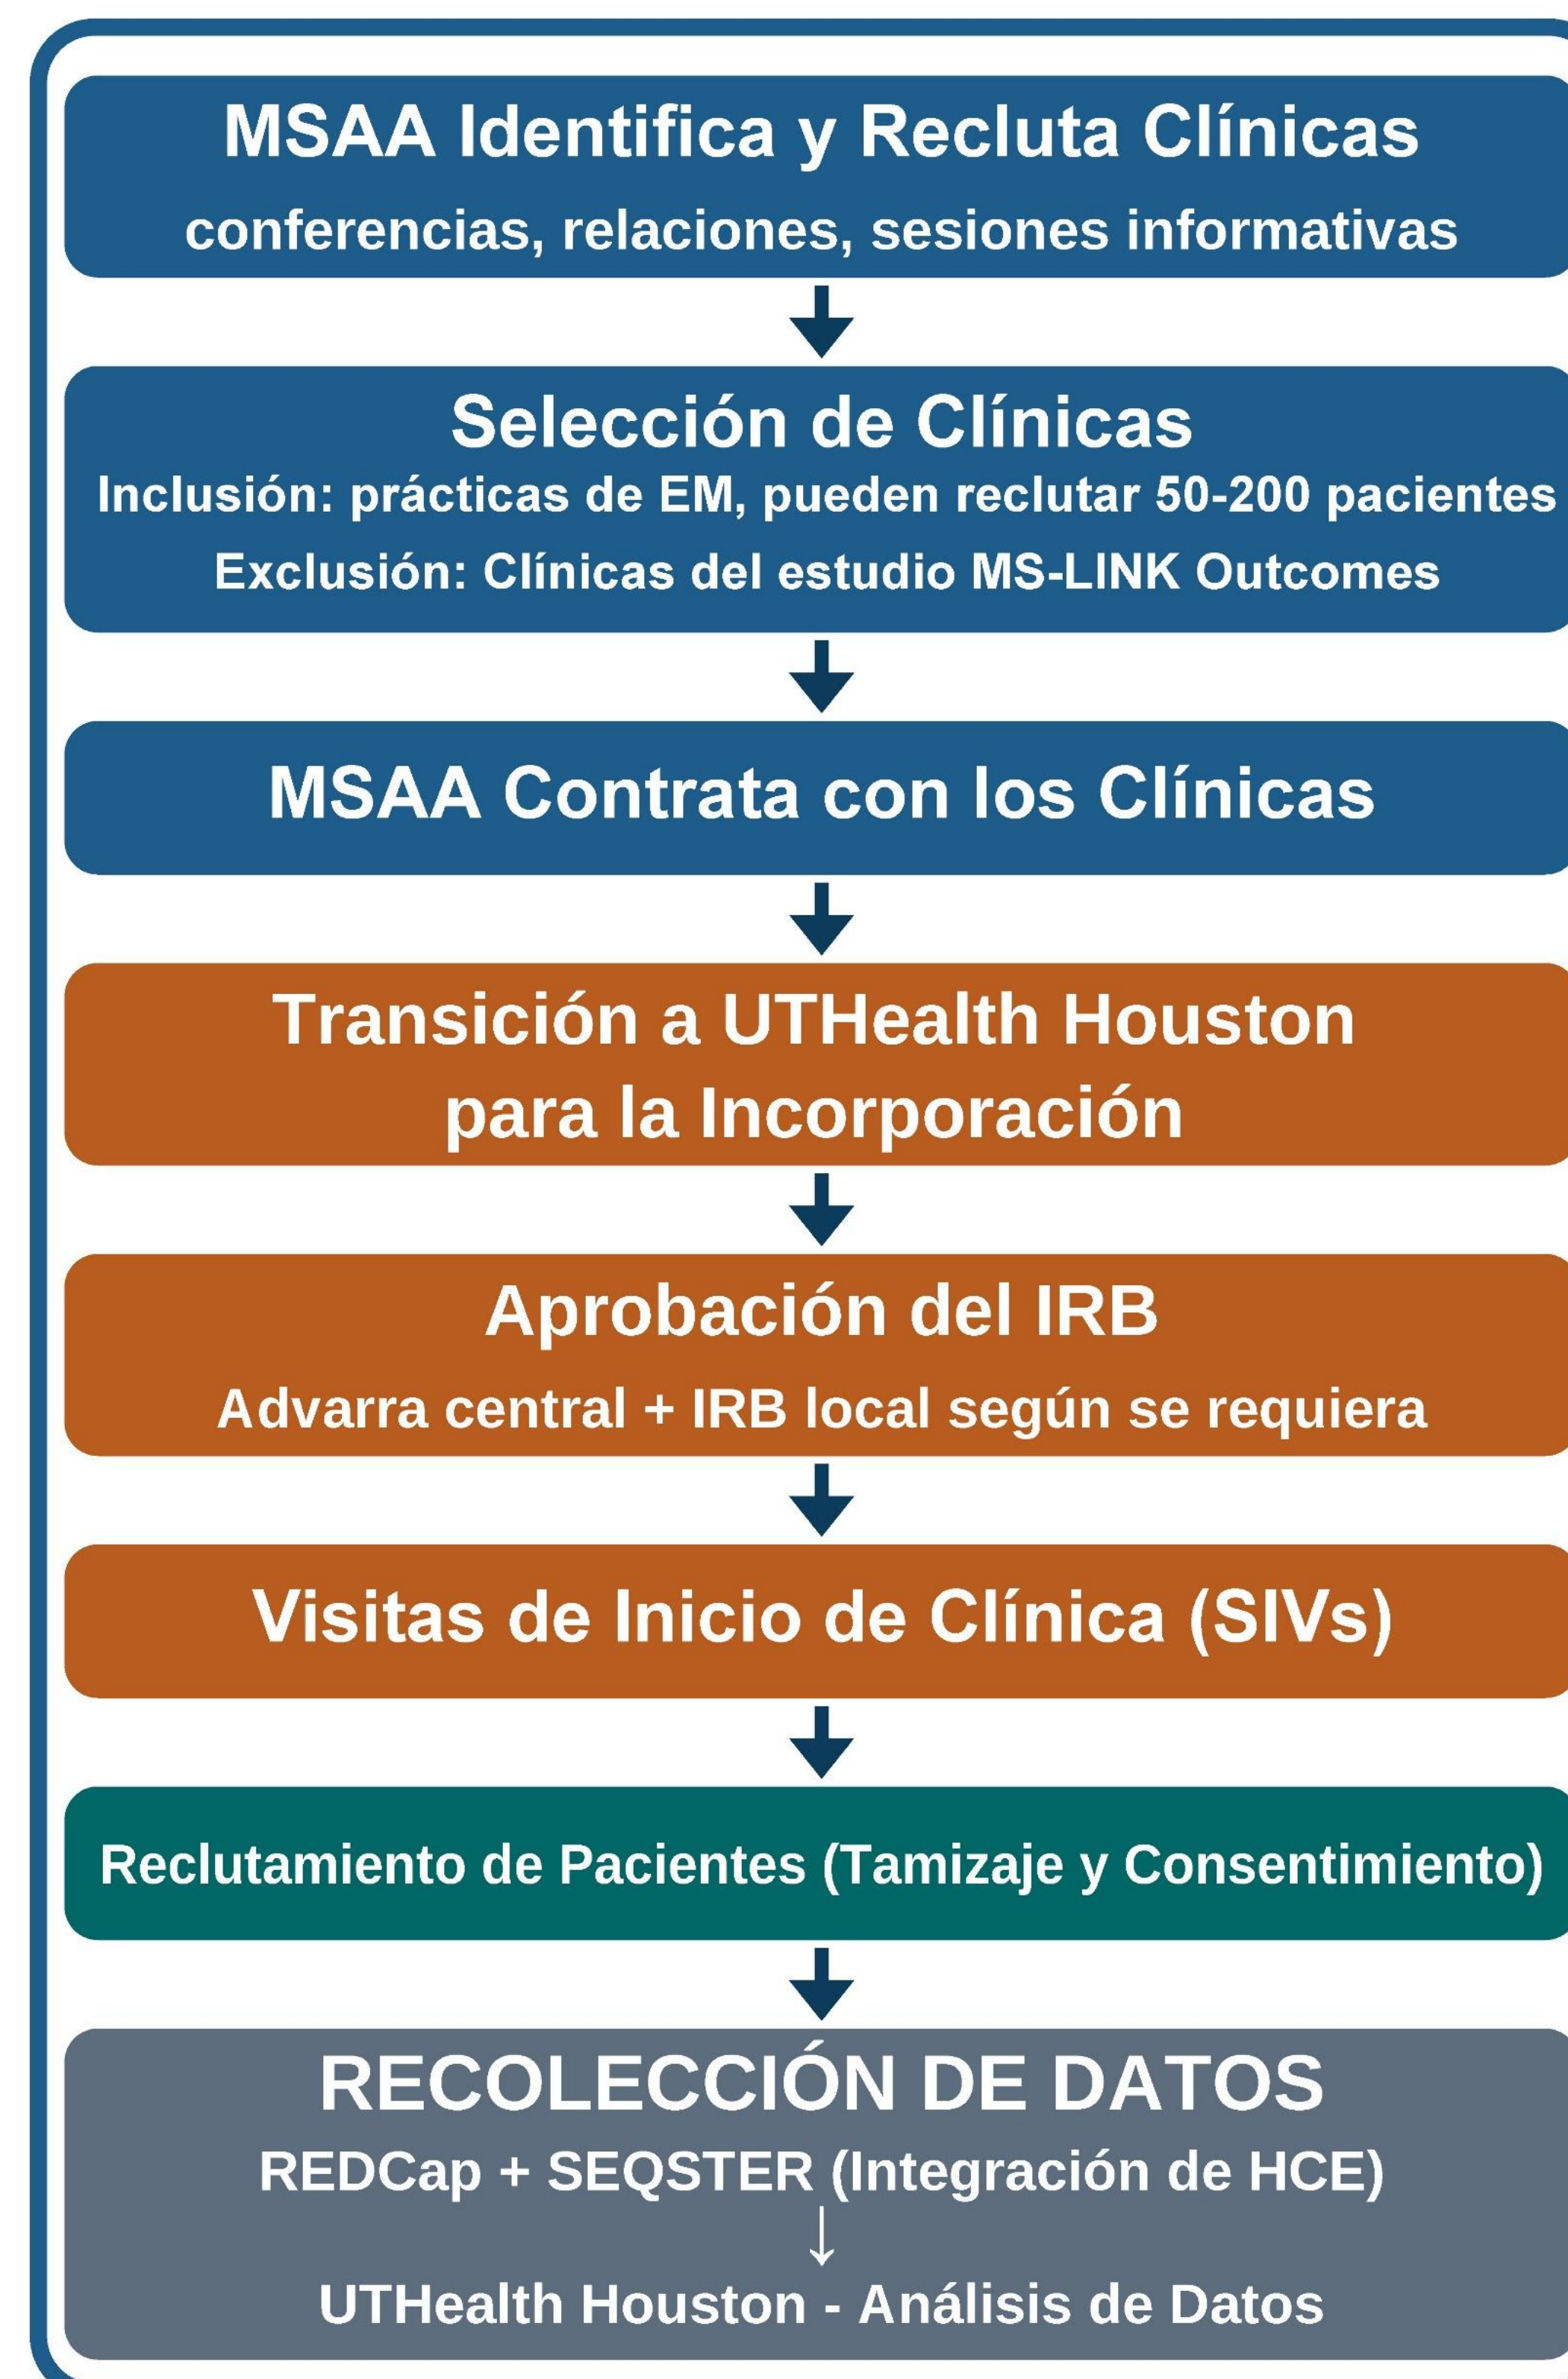 MSAA Identifica y Recluta Clínicas
conferencias, relaciones, sesiones informativas
Selección de Clínicas
Inclusión: prácticas de EM, pueden reclutar 50-200 pacientes
Exclusión: Clínicas del estudio MS-LINK Outcomes
MSAA Contrata con los Clínicas
Transición a UTHealth Houston
para la Incorporación
Aprobación del IRB
Advarra central + IRB local según se requiera
Visitas de Inicio de Clínica (SIVs)
Reclutamiento de Pacientes (Tamizaje y Consentimiento)
RECOLECCIÓN DE DATOS
REDCap + SEQSTER (Integración de HCE)
↓
UTHealth Houston - Análisis de Datos